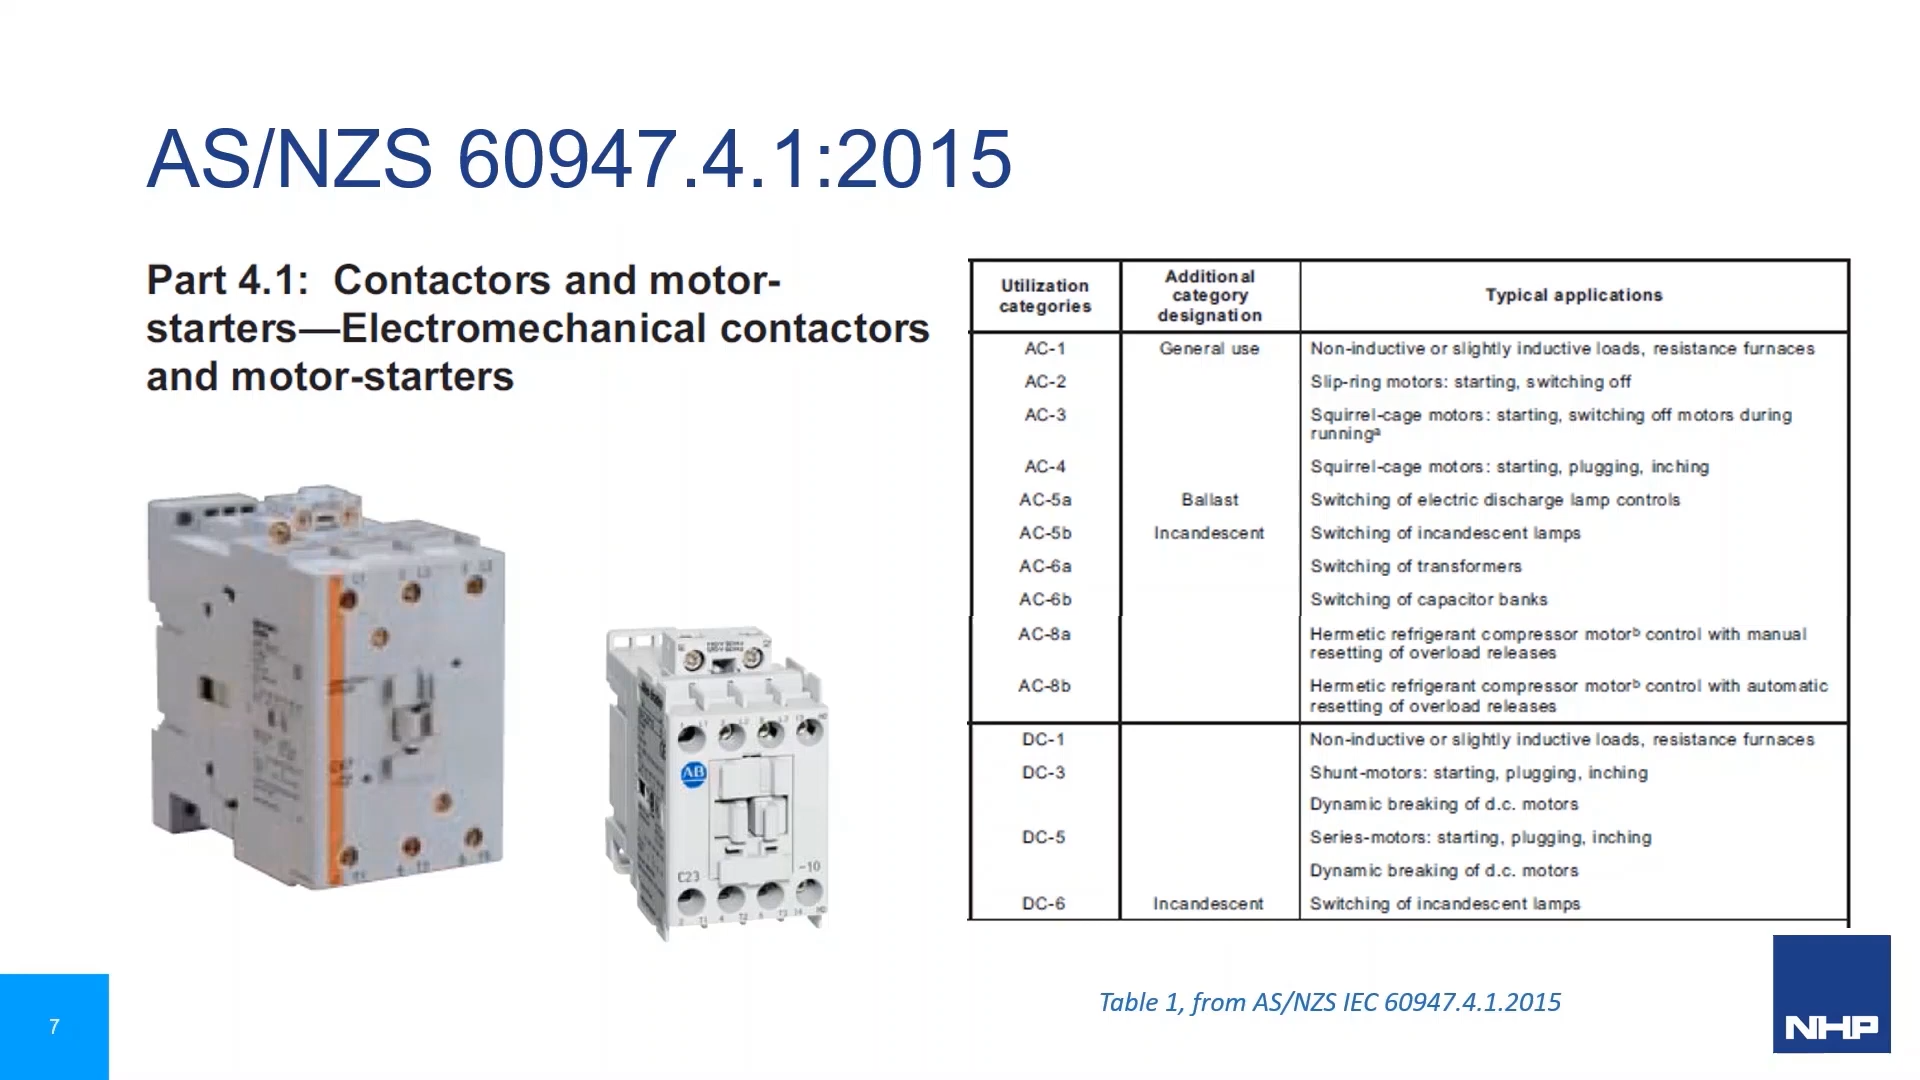 AS/NZS 60947.4.1:2015
Part 4.1: Contactors and motor-
starters—Electromechanical contactors
and motor-starters
Utilization
categories
Additional
category
designation
Typical applications
AC-1 General use Non-inductive or slightly inductive loads, resistance furnaces
AC-2 Slip-ring motors: starting, switching off
AC-3 Squirrel-cage motors: starting, switching off motors during
runningᵃ
AC-4 Squirrel-cage motors: starting, plugging, inching
AC-5a Ballast Switching of electric discharge lamp controls
AC-5b Incandescent Switching of incandescent lamps
AC-6a Switching of transformers
AC-6b Switching of capacitor banks
AC-8a Hermetic refrigerant compressor motorᵇ control with manual
resetting of overload releases
AC-8b Hermetic refrigerant compressor motorᵇ control with automatic
resetting of overload releases
DC-1 Non-inductive or slightly inductive loads, resistance furnaces
DC-3 Shunt-motors: starting, plugging, inching
Dynamic breaking of d.c. motors
DC-5 Series-motors: starting, plugging, inching
Dynamic breaking of d.c. motors
DC-6 Incandescent Switching of incandescent lamps
AB
C23 -10
Table 1, from AS/NZS IEC 60947.4.1.2015
7
NHP